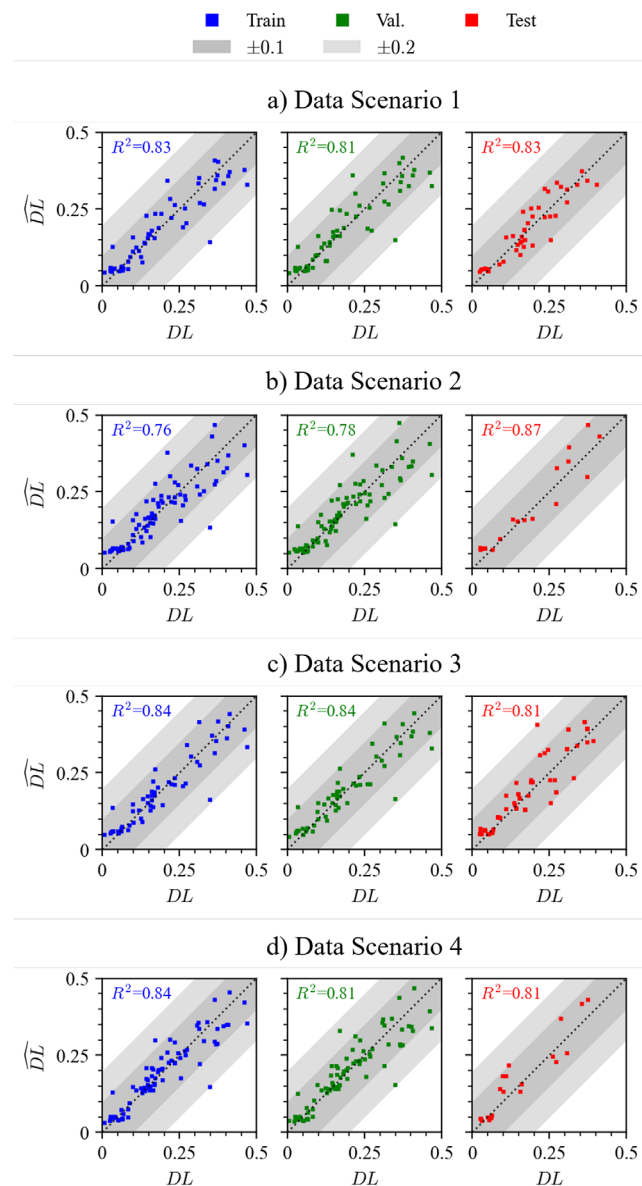 Train Val. Test
±0.1 ±0.2
a) Data Scenario 1
R²=0.83 R²=0.81 R²=0.83
0.5
0.25
0
\widehat{DL}
0 0.25 0.5 0 0.25 0.5 0 0.25 0.5
DL DL DL
b) Data Scenario 2
R²=0.76 R²=0.78 R²=0.87
0.5
0.25
0
\widehat{DL}
0 0.25 0.5 0 0.25 0.5 0 0.25 0.5
DL DL DL
c) Data Scenario 3
R²=0.84 R²=0.84 R²=0.81
0.5
0.25
0
\widehat{DL}
0 0.25 0.5 0 0.25 0.5 0 0.25 0.5
DL DL DL
d) Data Scenario 4
R²=0.84 R²=0.81 R²=0.81
0.5
0.25
0
\widehat{DL}
0 0.25 0.5 0 0.25 0.5 0 0.25 0.5
DL DL DL